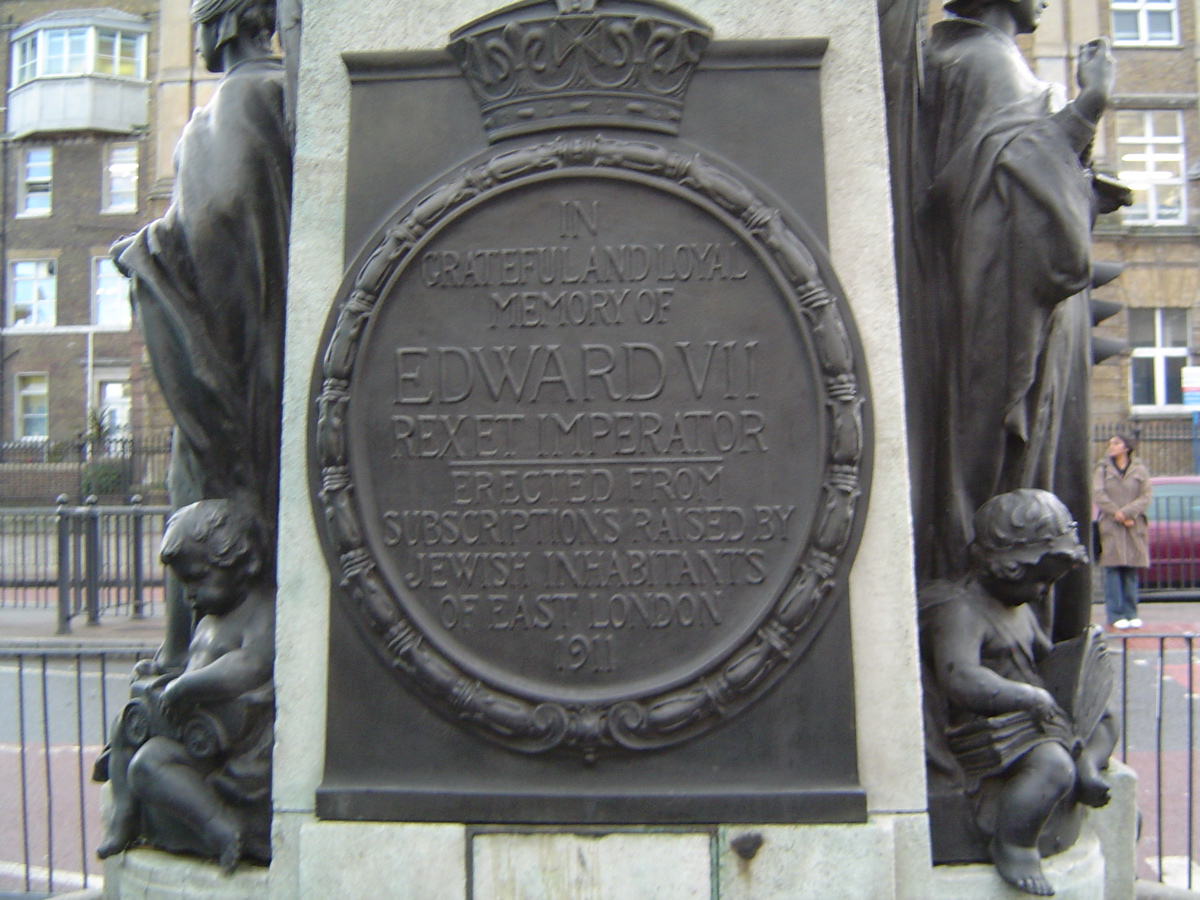 IN
GRATEFUL AND LOYAL
MEMORY OF
EDWARD VII
REX ET IMPERATOR
ERECTED FROM
SUBSCRIPTIONS RAISED BY
JEWISH INHABITANTS
OF EAST LONDON
1911